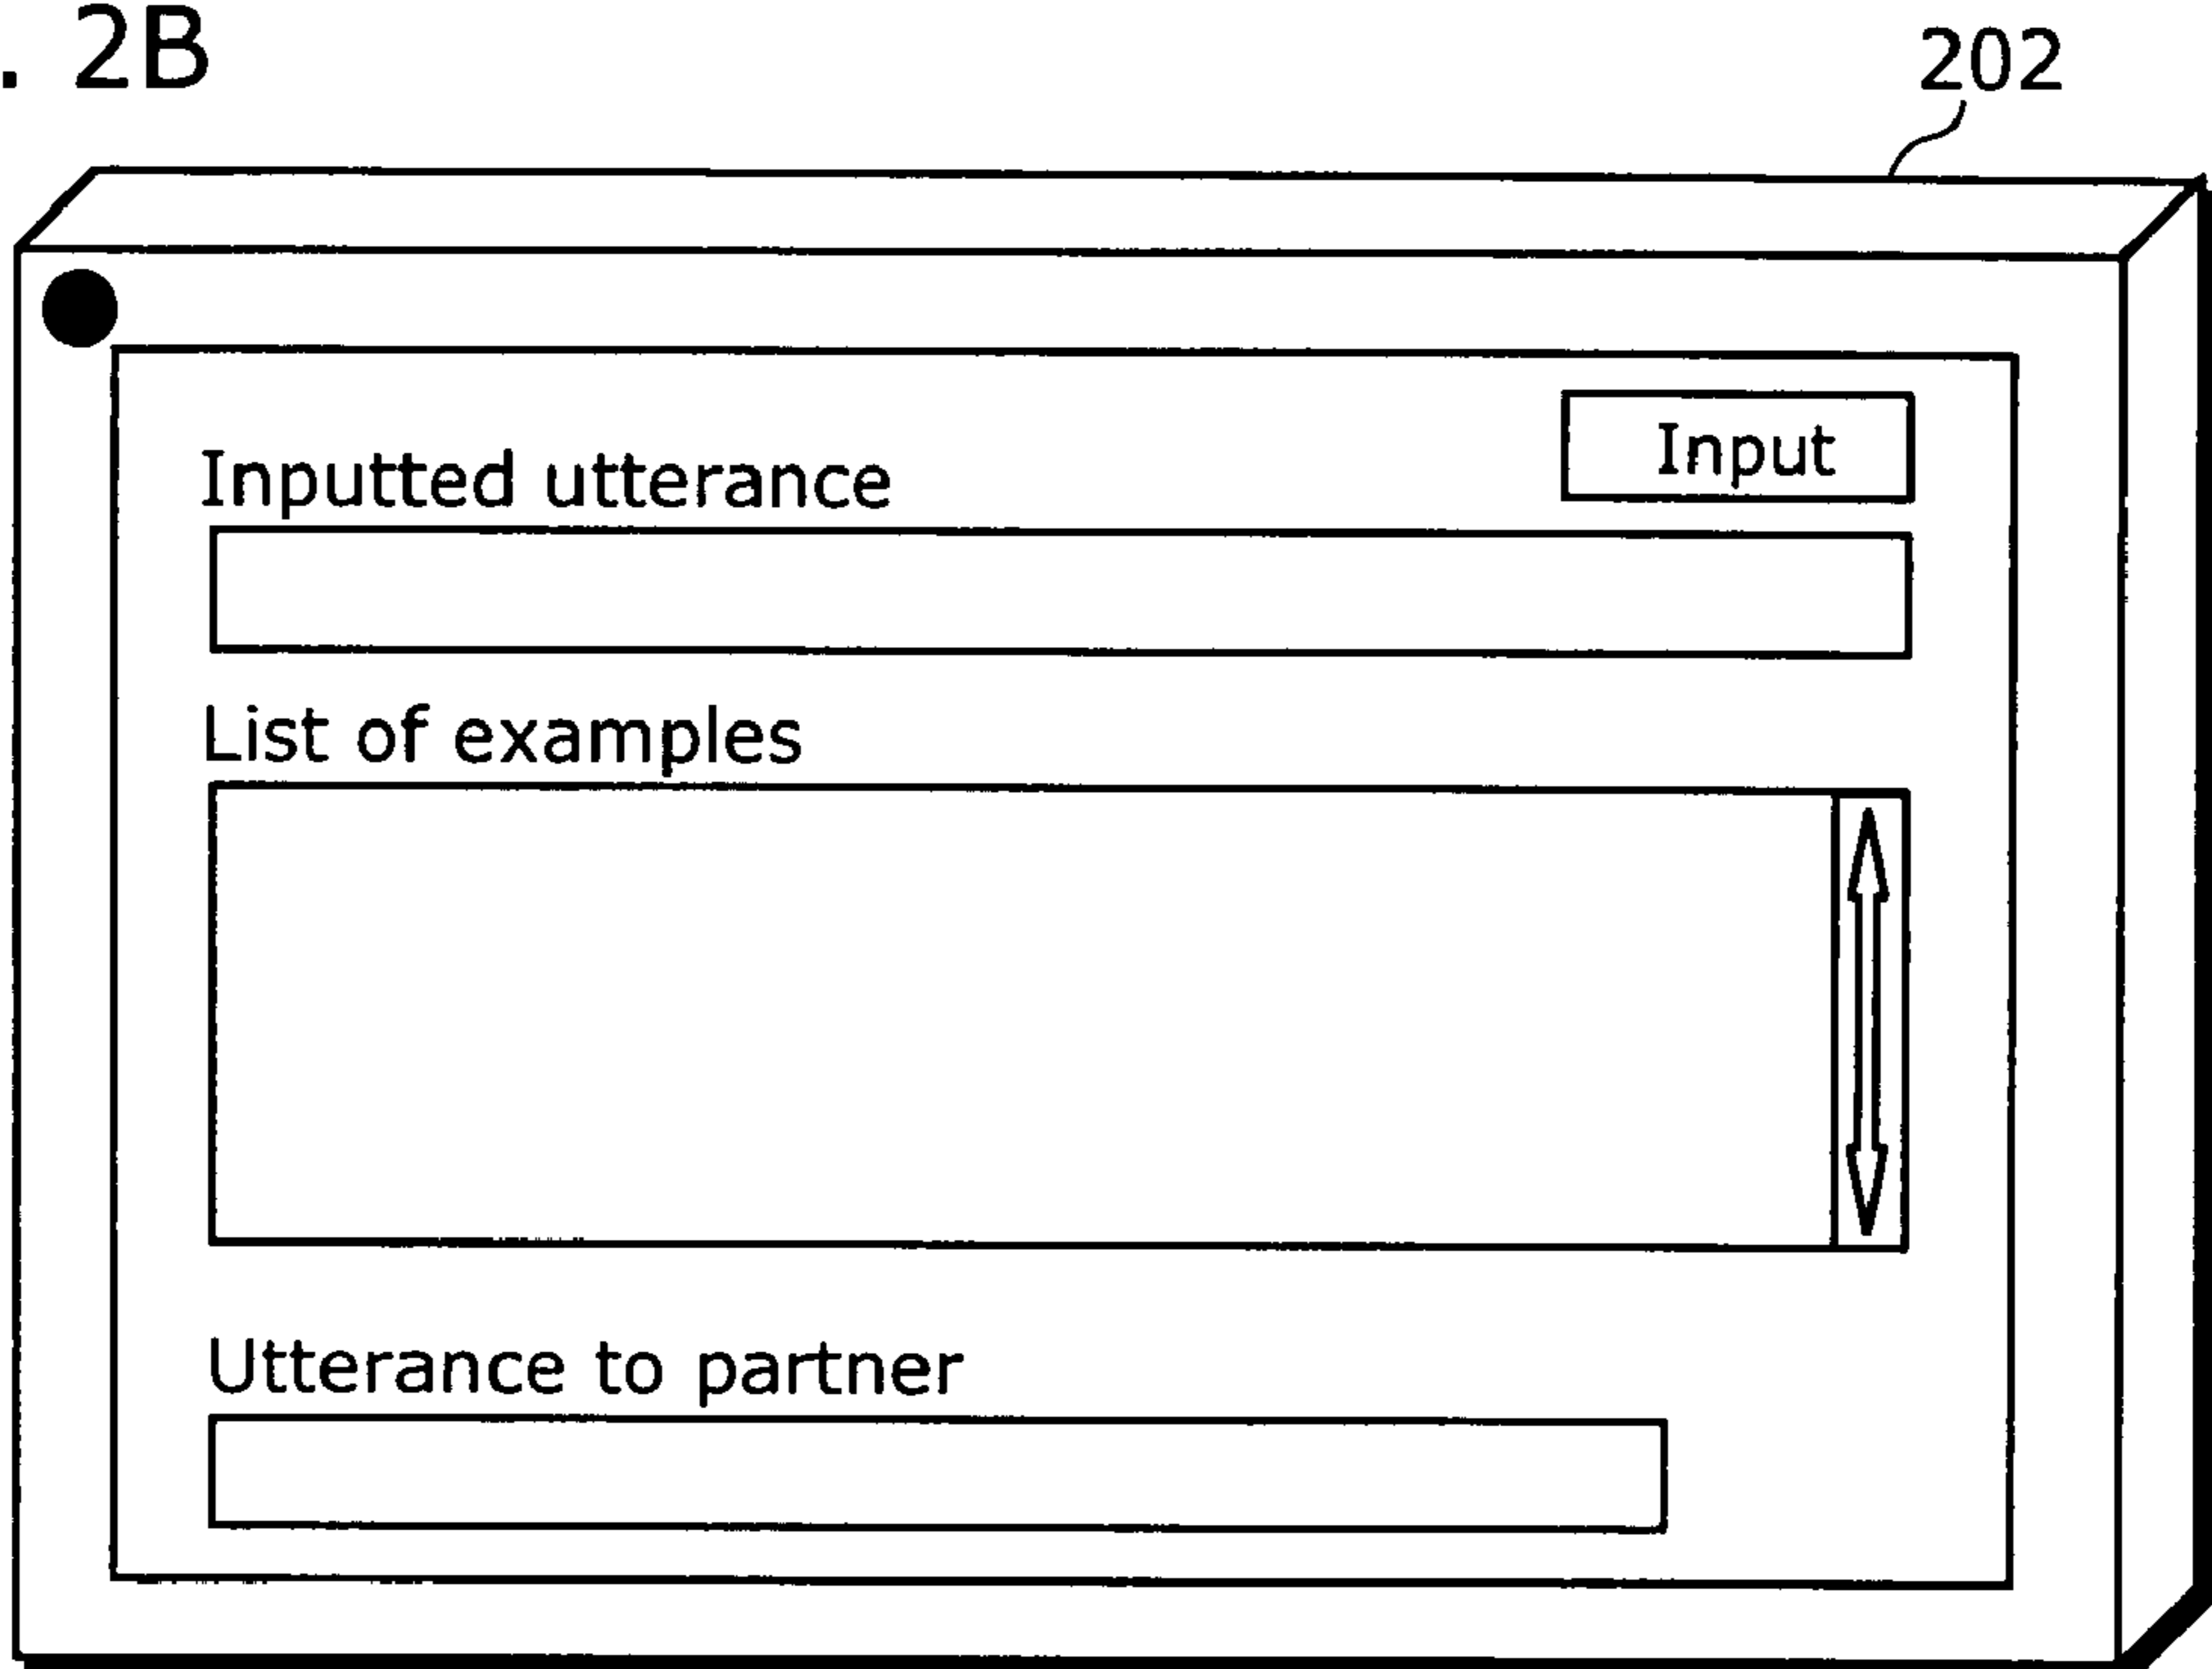 . 2B
202
Input
Inputted utterance
List of examples
Utterance to partner